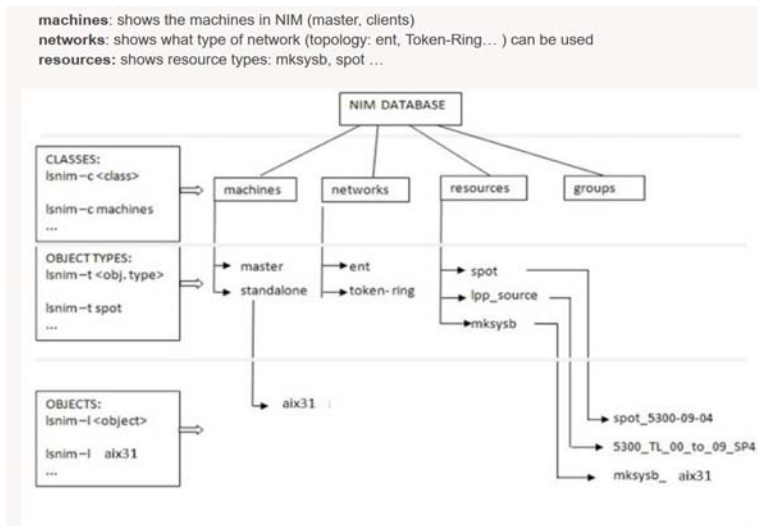 machines: shows the machines in NIM (master, clients)
networks: shows what type of network (topology: ent, Token-Ring... ) can be used
resources: shows resource types: mksysb, spot ...
NIM DATABASE
CLASSES:
lsnim-c <class>
lsnim-c machines
...
machines
networks
resources
groups
OBJECT TYPES:
lsnim-t <obj. type>
lsnim-t spot
...
master
standalone
ent
token-ring
spot
lpp_source
mksysb
OBJECTS:
lsnim-l <object>
lsnim-l aix31
...
aix31
spot_5300-09-04
5300_TL_00_to_09_SP4
mksysb_ aix31